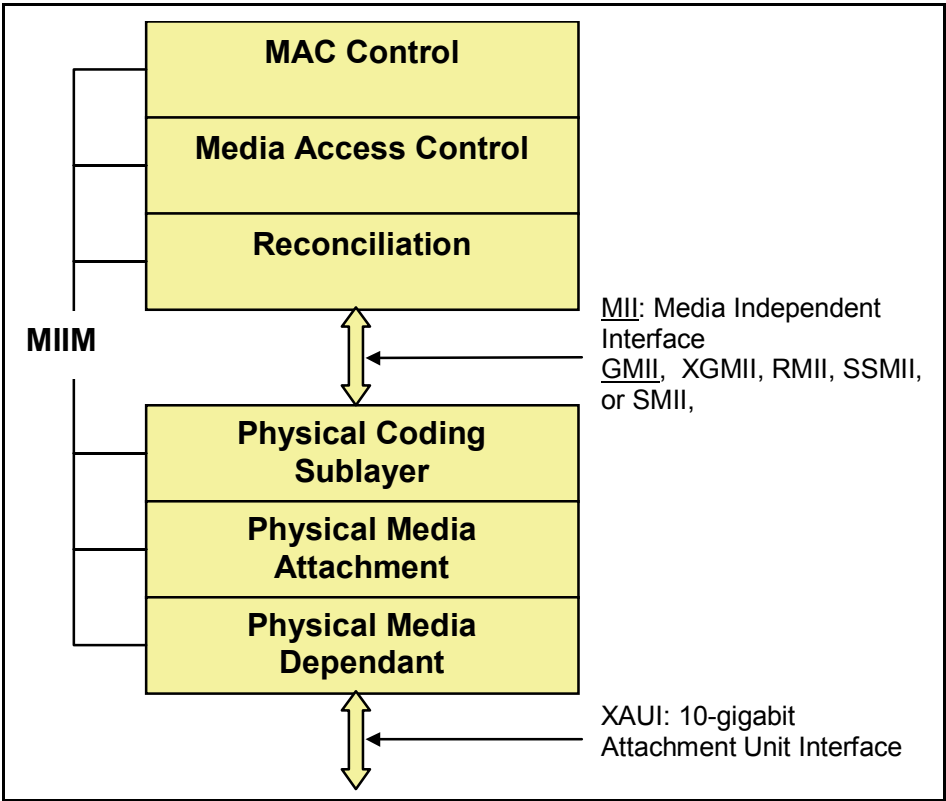 MAC Control
Media Access Control
Reconciliation
MIIM
MII: Media Independent
Interface
GMII,  XGMII, RMII, SSMII,
or SMII,
Physical Coding
Sublayer
Physical Media
Attachment
Physical Media
Dependant
XAUI: 10-gigabit
Attachment Unit Interface